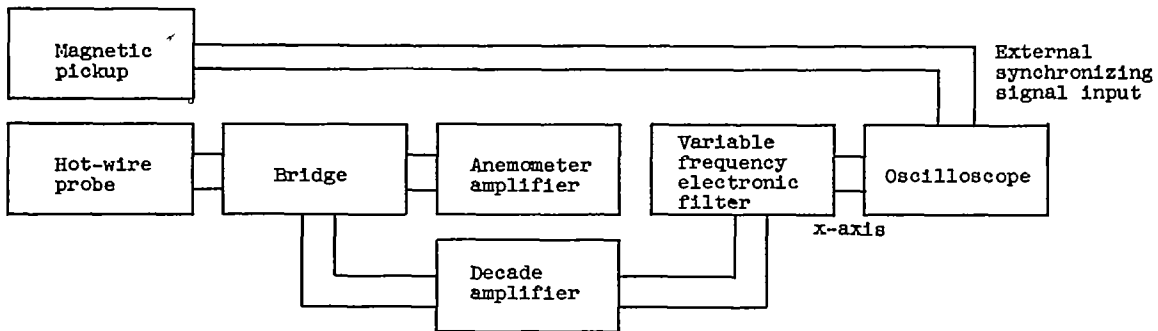 Magnetic
pickup
External
synchronizing
signal input
Hot-wire
probe
Bridge
Anemometer
amplifier
Variable
frequency
electronic
filter
Oscilloscope
x-axis
Decade
amplifier